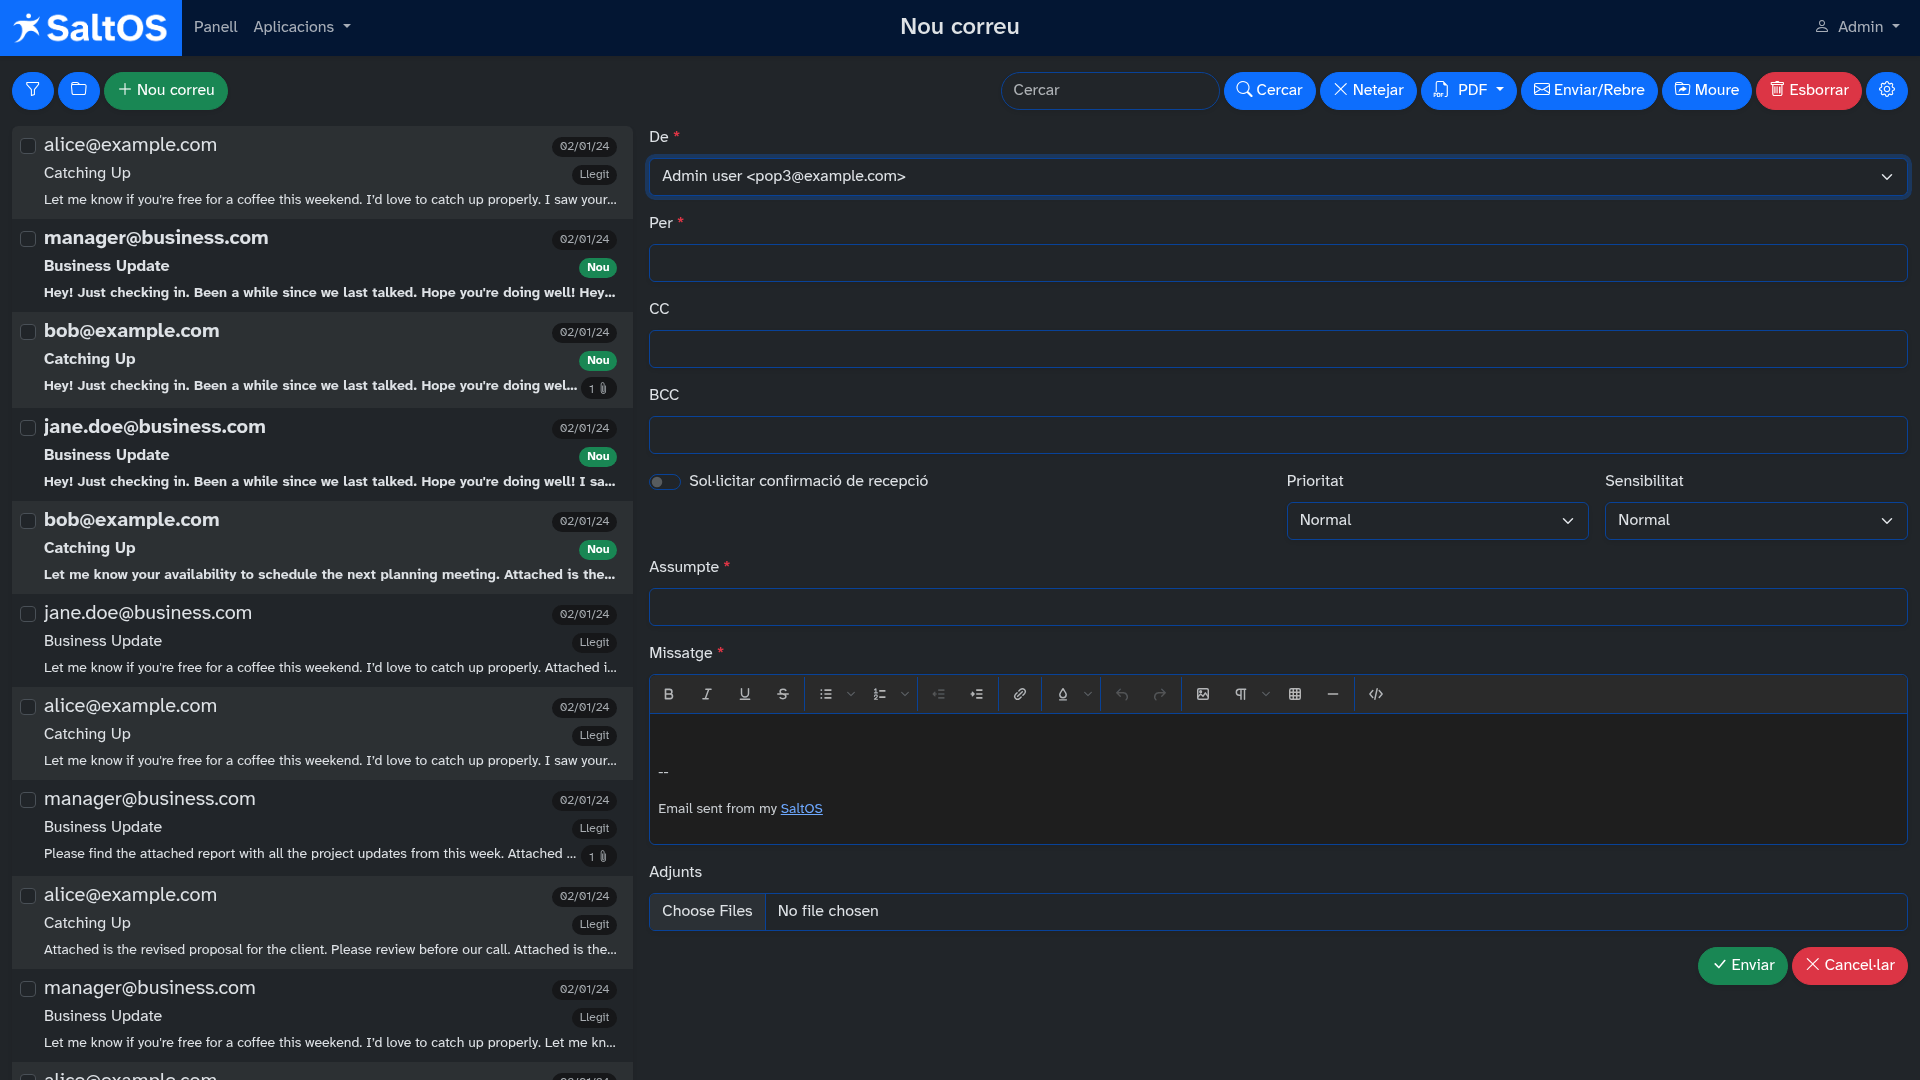 SaltOS
Panell
Aplicacions
Nou correu
Admin
Nou correu
Cercar
Cercar
Netejar
PDF
Enviar/Rebre
Moure
Esborrar
alice@example.com
02/01/24
Catching Up
Llegit
Let me know if you're free for a coffee this weekend. I'd love to catch up properly. I saw your...
manager@business.com
02/01/24
Business Update
Nou
Hey! Just checking in. Been a while since we last talked. Hope you're doing well! Hey...
bob@example.com
02/01/24
Catching Up
Nou
Hey! Just checking in. Been a while since we last talked. Hope you're doing wel...
1
jane.doe@business.com
02/01/24
Business Update
Nou
Hey! Just checking in. Been a while since we last talked. Hope you're doing well! I sa...
bob@example.com
02/01/24
Catching Up
Nou
Let me know your availability to schedule the next planning meeting. Attached is the...
jane.doe@business.com
02/01/24
Business Update
Llegit
Let me know if you're free for a coffee this weekend. I'd love to catch up properly. Attached i...
alice@example.com
02/01/24
Catching Up
Llegit
Let me know if you're free for a coffee this weekend. I'd love to catch up properly. I saw your...
manager@business.com
02/01/24
Business Update
Llegit
Please find the attached report with all the project updates from this week. Attached ...
1
alice@example.com
02/01/24
Catching Up
Llegit
Attached is the revised proposal for the client. Please review before our call. Attached is the...
manager@business.com
02/01/24
Business Update
Llegit
Let me know if you're free for a coffee this weekend. I'd love to catch up properly. Let me kn...
alice@example.com
02/01/24
De *
Admin user <pop3@example.com>
Per *
CC
BCC
Sol·licitar confirmació de recepció
Prioritat
Normal
Sensibilitat
Normal
Assumpte *
Missatge *
--
Email sent from my SaltOS
Adjunts
Choose Files
No file chosen
Enviar
Cancel·lar